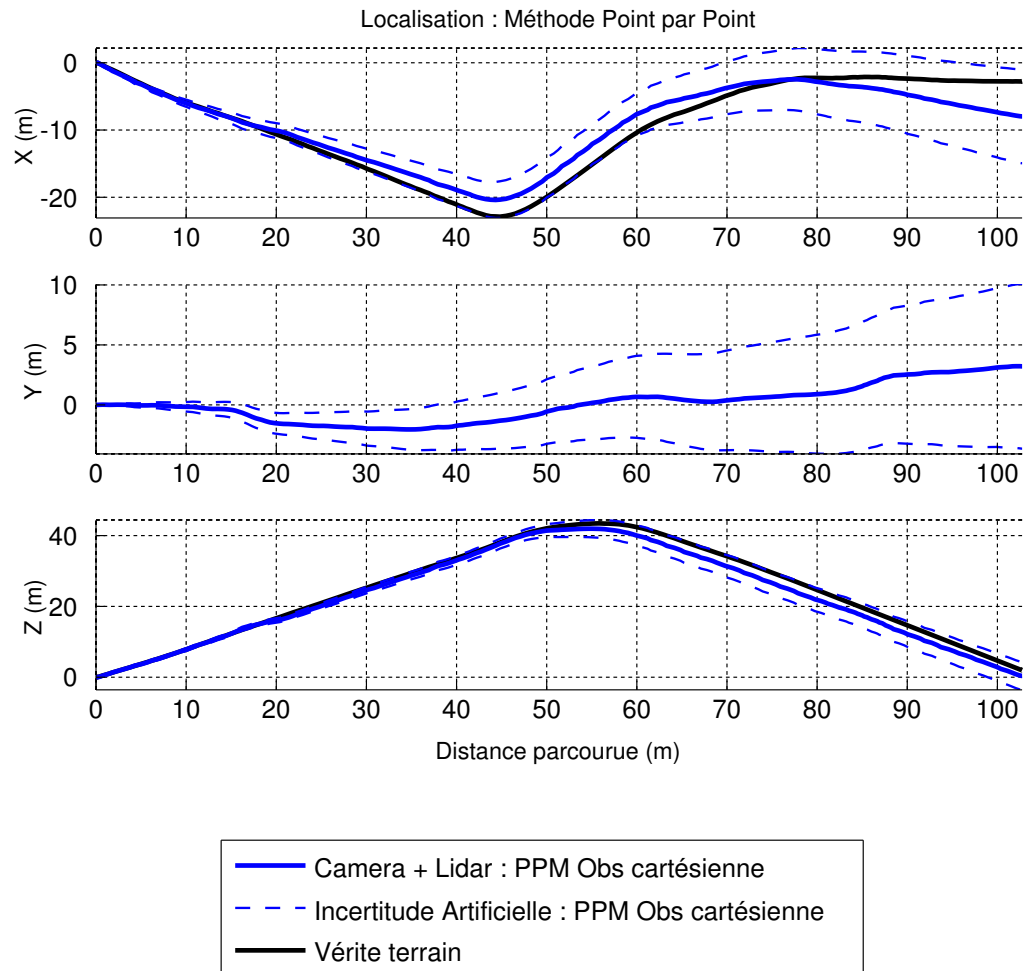 Localisation : Méthode Point par Point
0
-10
-20
X (m)
0 10 20 30 40 50 60 70 80 90 100
10
5
0
Y (m)
0 10 20 30 40 50 60 70 80 90 100
40
20
0
Z (m)
0 10 20 30 40 50 60 70 80 90 100
Distance parcourue (m)
Camera + Lidar : PPM Obs cartésienne
Incertitude Artificielle : PPM Obs cartésienne
Vérite terrain